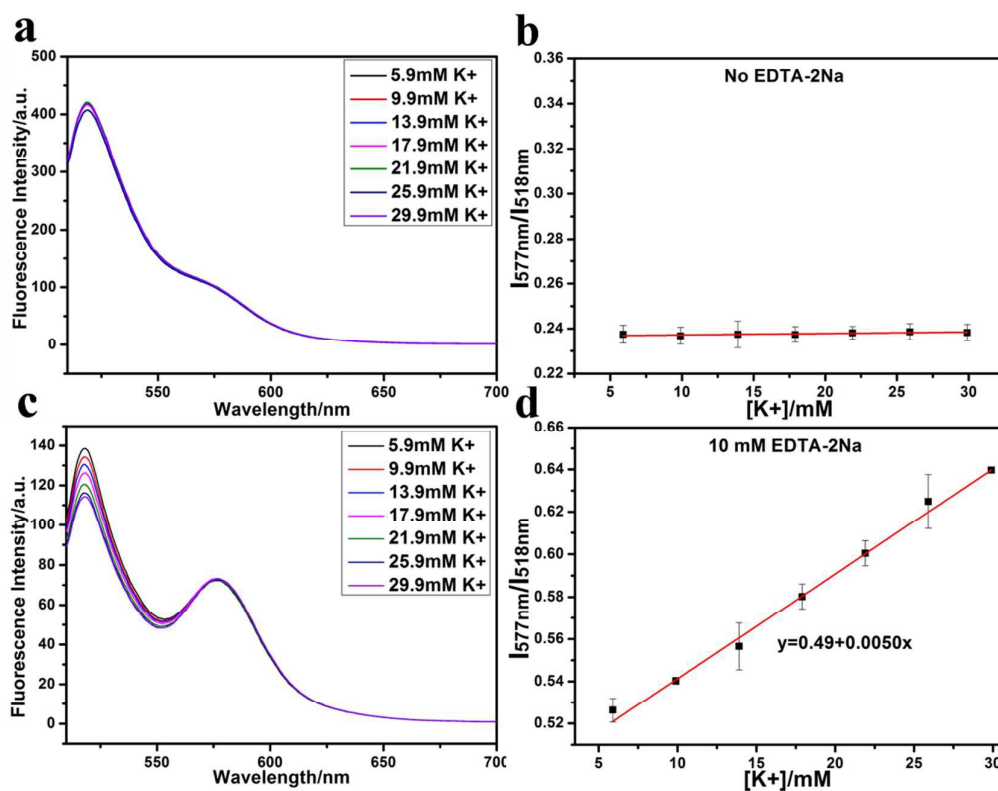 a
500
400
300
200
100
0
Fluorescence Intensity/a.u.
5.9mM K+
9.9mM K+
13.9mM K+
17.9mM K+
21.9mM K+
25.9mM K+
29.9mM K+
550
600
650
700
Wavelength/nm
b
0.36
0.34
0.32
0.30
0.28
0.26
0.24
0.22
I577nm/I518nm
No EDTA-2Na
5
10
15
20
25
30
[K+]/mM
c
140
120
100
80
60
40
20
0
Fluorescence Intensity/a.u.
5.9mM K+
9.9mM K+
13.9mM K+
17.9mM K+
21.9mM K+
25.9mM K+
29.9mM K+
550
600
650
700
Wavelength/nm
d
0.66
0.64
0.62
0.60
0.58
0.56
0.54
0.52
I577nm/I518nm
10 mM EDTA-2Na
y=0.49+0.0050x
5
10
15
20
25
30
[K+]/mM